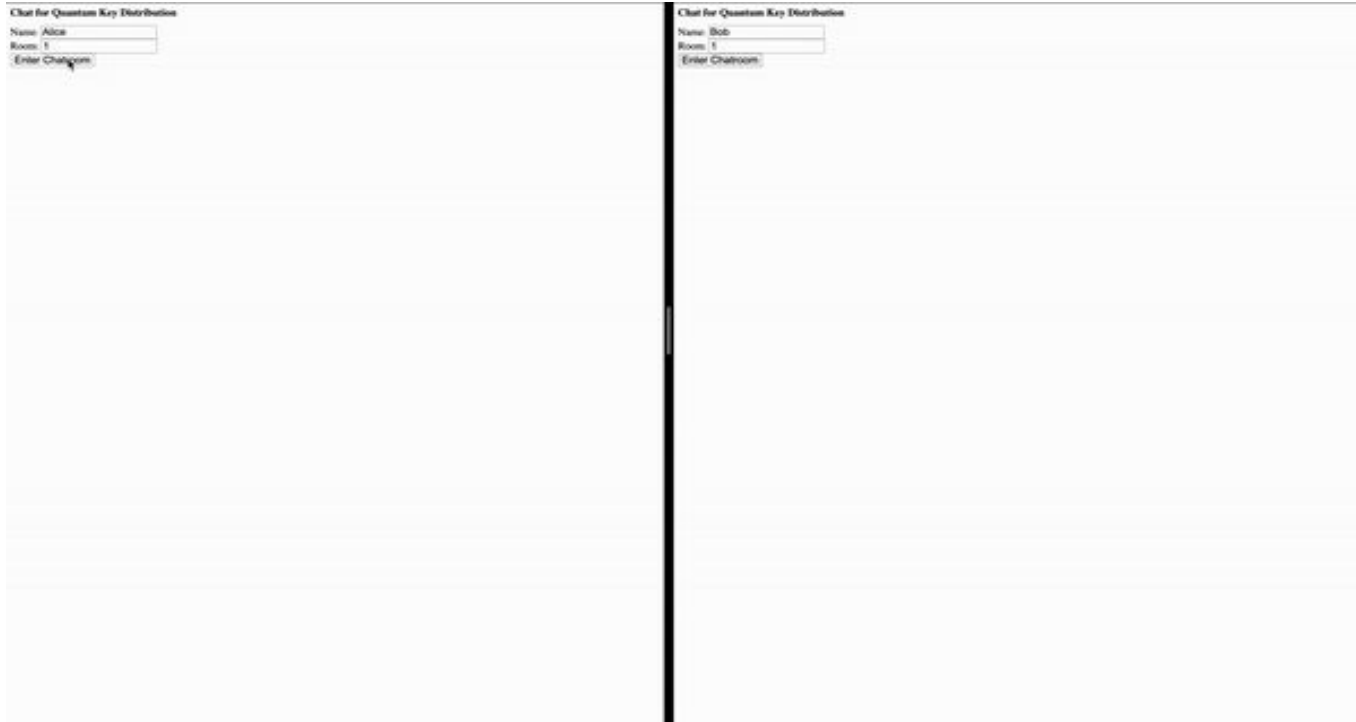 Chat for Quantum Key Distribution
Name: Alice
Room: 1
Enter Chatroom
Chat for Quantum Key Distribution
Name: Bob
Room: 1
Enter Chatroom